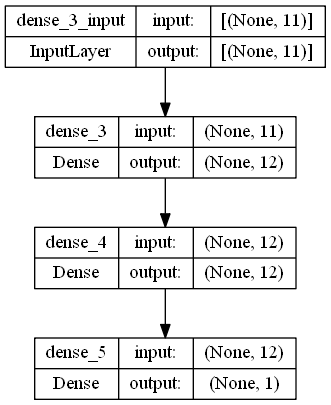 dense_3_input input: [(None, 11)]
InputLayer output: [(None, 11)]
dense_3 input: (None, 11)
Dense output: (None, 12)
dense_4 input: (None, 12)
Dense output: (None, 12)
dense_5 input: (None, 12)
Dense output: (None, 1)